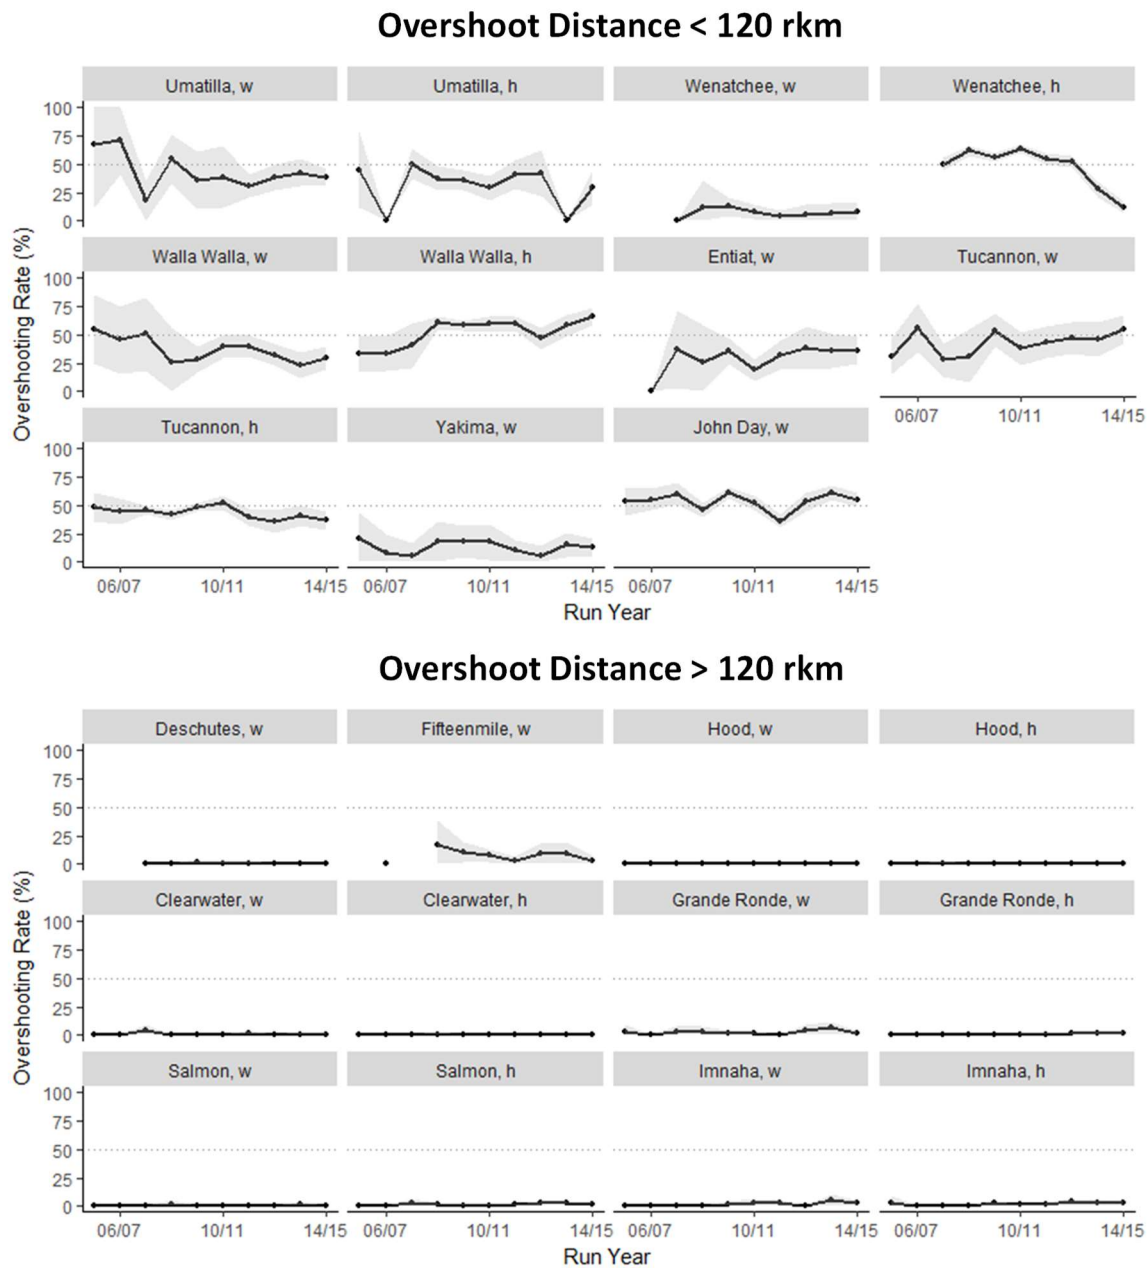 Overshoot Distance < 120 rkm
Umatilla, w Umatilla, h Wenatchee, w Wenatchee, h
100
75
50
25
0
Walla Walla, w Walla Walla, h Entiat, w Tucannon, w
100
75
50
25
0
06/07 10/11 14/15
Tucannon, h Yakima, w John Day, w
100
75
50
25
0
06/07 10/11 14/15 06/07 10/11 14/15 06/07 10/11 14/15
Overshooting Rate (%)
Run Year
Overshoot Distance > 120 rkm
Deschutes, w Fifteenmile, w Hood, w Hood, h
100
75
50
25
0
Clearwater, w Clearwater, h Grande Ronde, w Grande Ronde, h
100
75
50
25
0
Salmon, w Salmon, h Imnaha, w Imnaha, h
100
75
50
25
0
06/07 10/11 14/15 06/07 10/11 14/15 06/07 10/11 14/15 06/07 10/11 14/15
Overshooting Rate (%)
Run Year